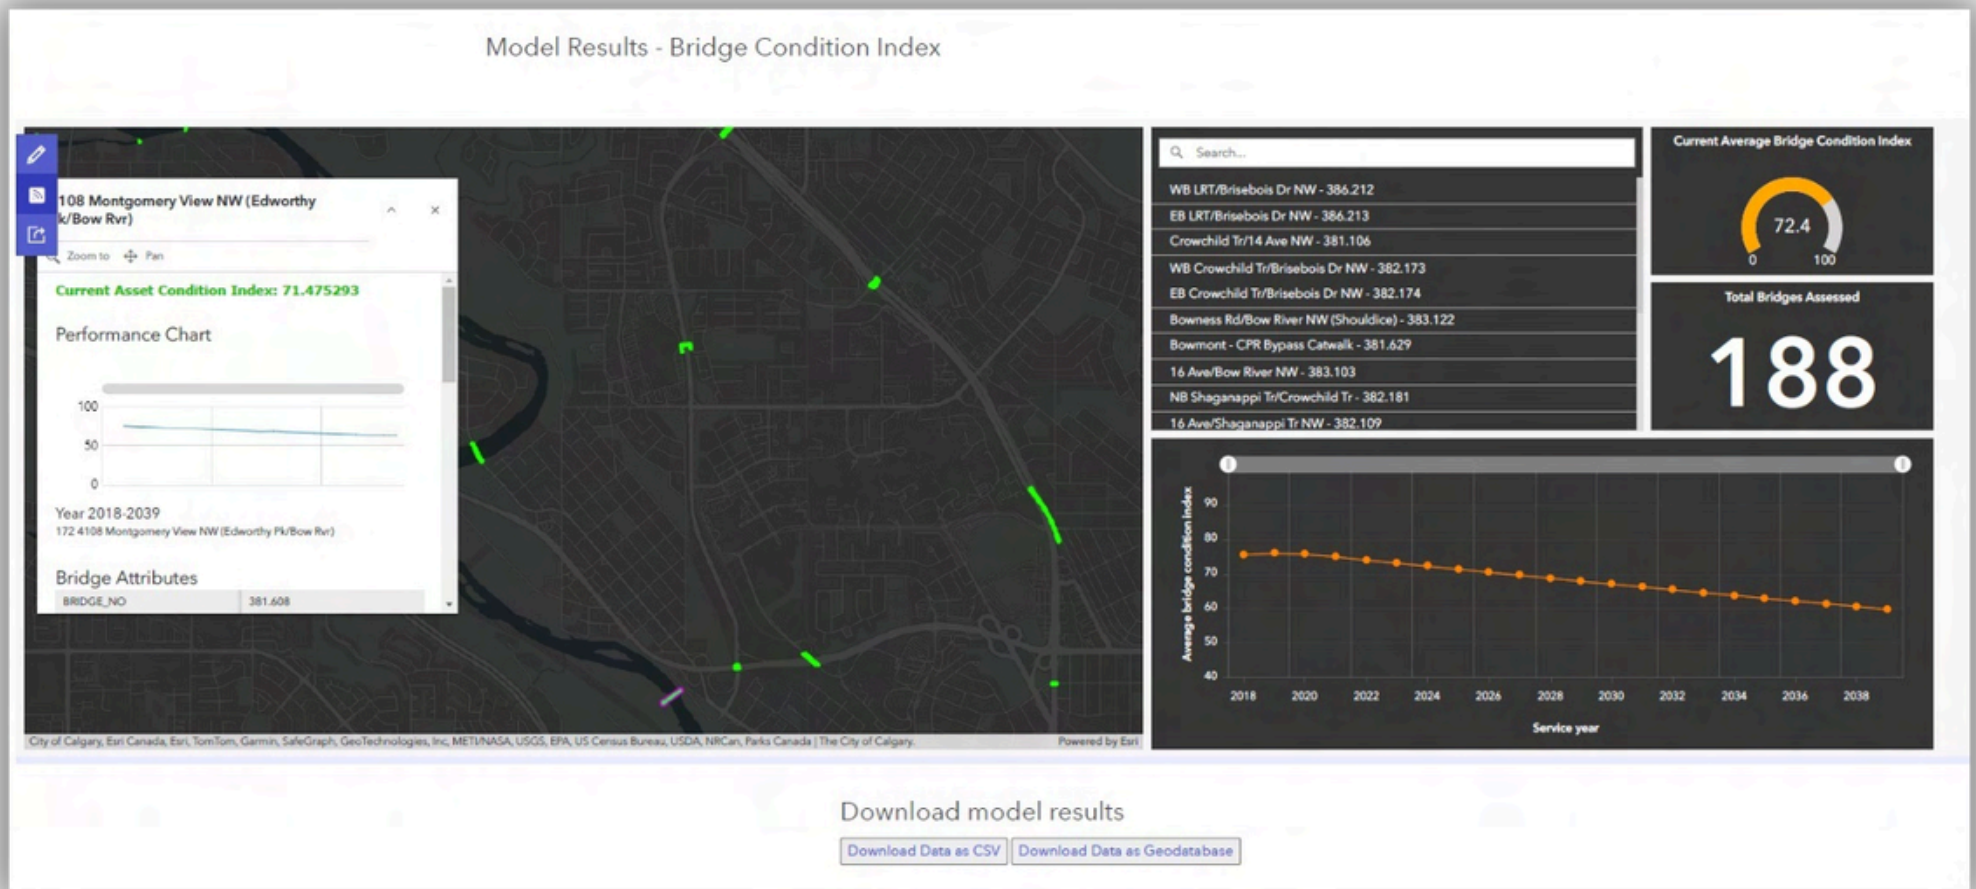 Model Results - Bridge Condition Index
108 Montgomery View NW (Edworthy
k/Bow Rvr)
Zoom to
Pan
Current Asset Condition Index: 71.475293
Performance Chart
100
50
0
Year 2018-2039
172 4108 Montgomery View NW (Edworthy Pk/Bow Rvr)
Bridge Attributes
BRIDGE_NO
381.608
City of Calgary, Esri Canada, Esri, TomTom, Garmin, SafeGraph, GeoTechnologies, Inc, METI/NASA, USGS, EPA, US Census Bureau, USDA, NRCan, Parks Canada | The City of Calgary.
Powered by Esri
Search...
WB LRT/Brisebois Dr NW - 386.212
EB LRT/Brisebois Dr NW - 386.213
Crowchild Tr/14 Ave NW - 381.106
WB Crowchild Tr/Brisebois Dr NW - 382.173
EB Crowchild Tr/Brisebois Dr NW - 382.174
Bowness Rd/Bow River NW (Shouldice) - 383.122
Bowmont - CPR Bypass Catwalk - 381.629
16 Ave/Bow River NW - 383.103
NB Shaganappi Tr/Crowchild Tr - 382.181
16 Ave/Shaganappi Tr NW - 382.109
Current Average Bridge Condition Index
72.4
0
100
Total Bridges Assessed
188
Average bridge condition index
90
80
70
60
50
40
2018
2020
2022
2024
2026
2028
2030
2032
2034
2036
2038
Service year
Download model results
Download Data as CSV
Download Data as Geodatabase